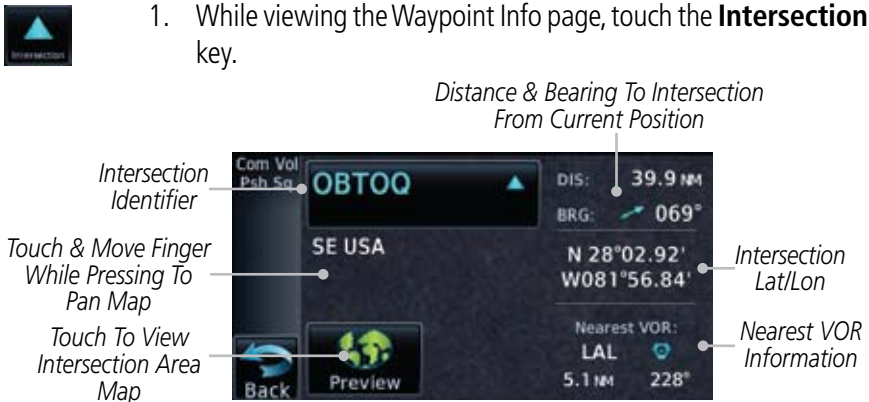 Intersection
1. While viewing the Waypoint Info page, touch the Intersection
key.
Distance & Bearing To Intersection
From Current Position
Intersection
Identifier
Touch & Move Finger
While Pressing To
Pan Map
Touch To View
Intersection Area
Map
Com Vol
Psh Sq
OBTOQ
SE USA
Back
Preview
DIS: 39.9 NM
BRG: 069°
N 28°02.92'
W081°56.84'
Nearest VOR:
LAL
5.1 NM 228°
Intersection
Lat/Lon
Nearest VOR
Information